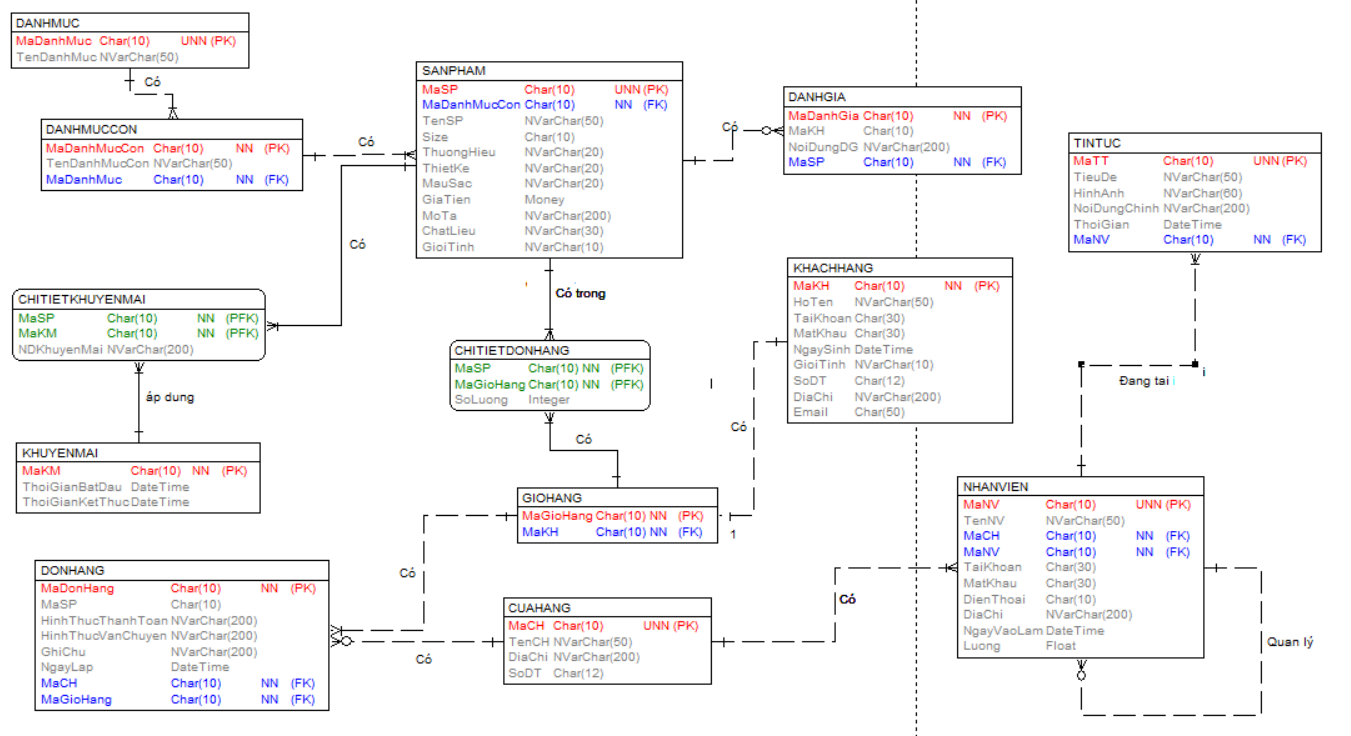 DANHMUC
MaDanhMuc Char(10) UNN (PK)
TenDanhMuc NVarChar(50)
Có
DANHMUCCON
MaDanhMucCon Char(10) NN (PK)
TenDanhMucCon NVarChar(50)
MaDanhMuc Char(10) NN (FK)
Có
SANPHAM
MaSP Char(10) UNN (PK)
MaDanhMucCon Char(10) NN (FK)
TenSP NVarChar(50)
Size Char(10)
ThuongHieu NVarChar(20)
ThietKe NVarChar(20)
MauSac NVarChar(20)
GiaTien Money
MoTa NVarChar(200)
ChatLieu NVarChar(30)
GioiTinh NVarChar(10)
Có
DANHGIA
MaDanhGia Char(10) NN (PK)
MaKH Char(10)
NoiDungDG NVarChar(200)
MaSP Char(10) NN (FK)
TINTUC
MaTT Char(10) UNN (PK)
TieuDe NVarChar(50)
HinhAnh NVarChar(60)
NoiDungChinh NVarChar(200)
ThoiGian DateTime
MaNV Char(10) NN (FK)
Có
CHITIETKHUYENMAI
MaSP Char(10) NN (PFK)
MaKM Char(10) NN (PFK)
NDKhuyenMai NVarChar(200)
áp dung
KHUYENMAI
MaKM Char(10) NN (PK)
ThoiGianBatDau DateTime
ThoiGianKetThuc DateTime
Có trong
CHITIETDONHANG
MaSP Char(10) NN (PFK)
MaGioHang Char(10) NN (PFK)
SoLuong Integer
Có
KHACHHANG
MaKH Char(10) NN (PK)
HoTen NVarChar(50)
TaiKhoan Char(30)
MatKhau Char(30)
NgaySinh DateTime
GioiTinh NVarChar(10)
SoDT Char(12)
DiaChi NVarChar(200)
Email Char(50)
Có
Đang tai i
i
GIOHANG
MaGioHang Char(10) NN (PK)
MaKH Char(10) NN (FK)
1
NHANVIEN
MaNV Char(10) UNN (PK)
TenNV NVarChar(50)
MaCH Char(10) NN (FK)
MaNV Char(10) NN (FK)
TaiKhoan Char(30)
MatKhau Char(30)
DienThoai Char(10)
DiaChi NVarChar(200)
NgayVaoLam DateTime
Luong Float
Quan lý
Có
DONHANG
MaDonHang Char(10) NN (PK)
MaSP Char(10)
HinhThucThanhToan NVarChar(200)
HinhThucVanChuyen NVarChar(200)
GhiChu NVarChar(200)
NgayLap DateTime
MaCH Char(10) NN (FK)
MaGioHang Char(10) NN (FK)
Có
CUAHANG
MaCH Char(10) UNN (PK)
TenCH NVarChar(50)
DiaChi NVarChar(200)
SoDT Char(12)
Có